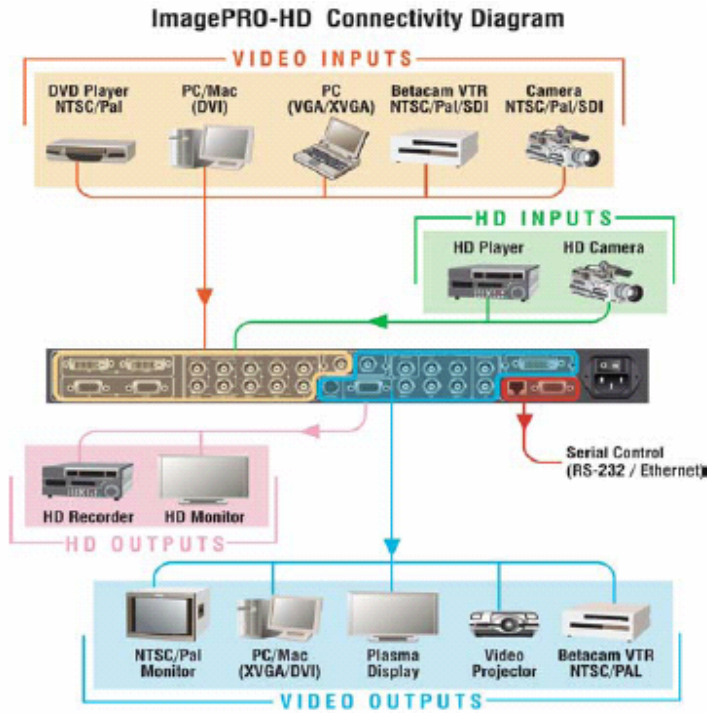 ImagePRO-HD Connectivity Diagram
VIDEO INPUTS
DVD Player
NTSC/Pal
PC/Mac
(DVI)
PC
(VGA/XVGA)
Betacam VTR
NTSC/Pal/SDI
Camera
NTSC/Pal/SDI
HD INPUTS
HD Player
HD Camera
Serial Control
(RS-232 / Ethernet)
HD Recorder
HD Monitor
HD OUTPUTS
NTSC/Pal
Monitor
PC/Mac
(XVGA/DVI)
Plasma
Display
Video
Projector
Betacam VTR
NTSC/PAL
VIDEO OUTPUTS